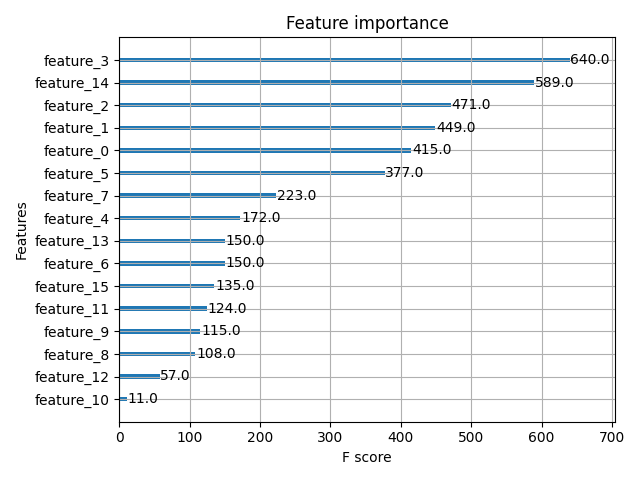 Feature importance
feature_3 640.0
feature_14 589.0
feature_2 471.0
feature_1 449.0
feature_0 415.0
feature_5 377.0
feature_7 223.0
feature_4 172.0
feature_13 150.0
feature_6 150.0
feature_15 135.0
feature_11 124.0
feature_9 115.0
feature_8 108.0
feature_12 57.0
feature_10 11.0
Features
0 100 200 300 400 500 600 700
F score